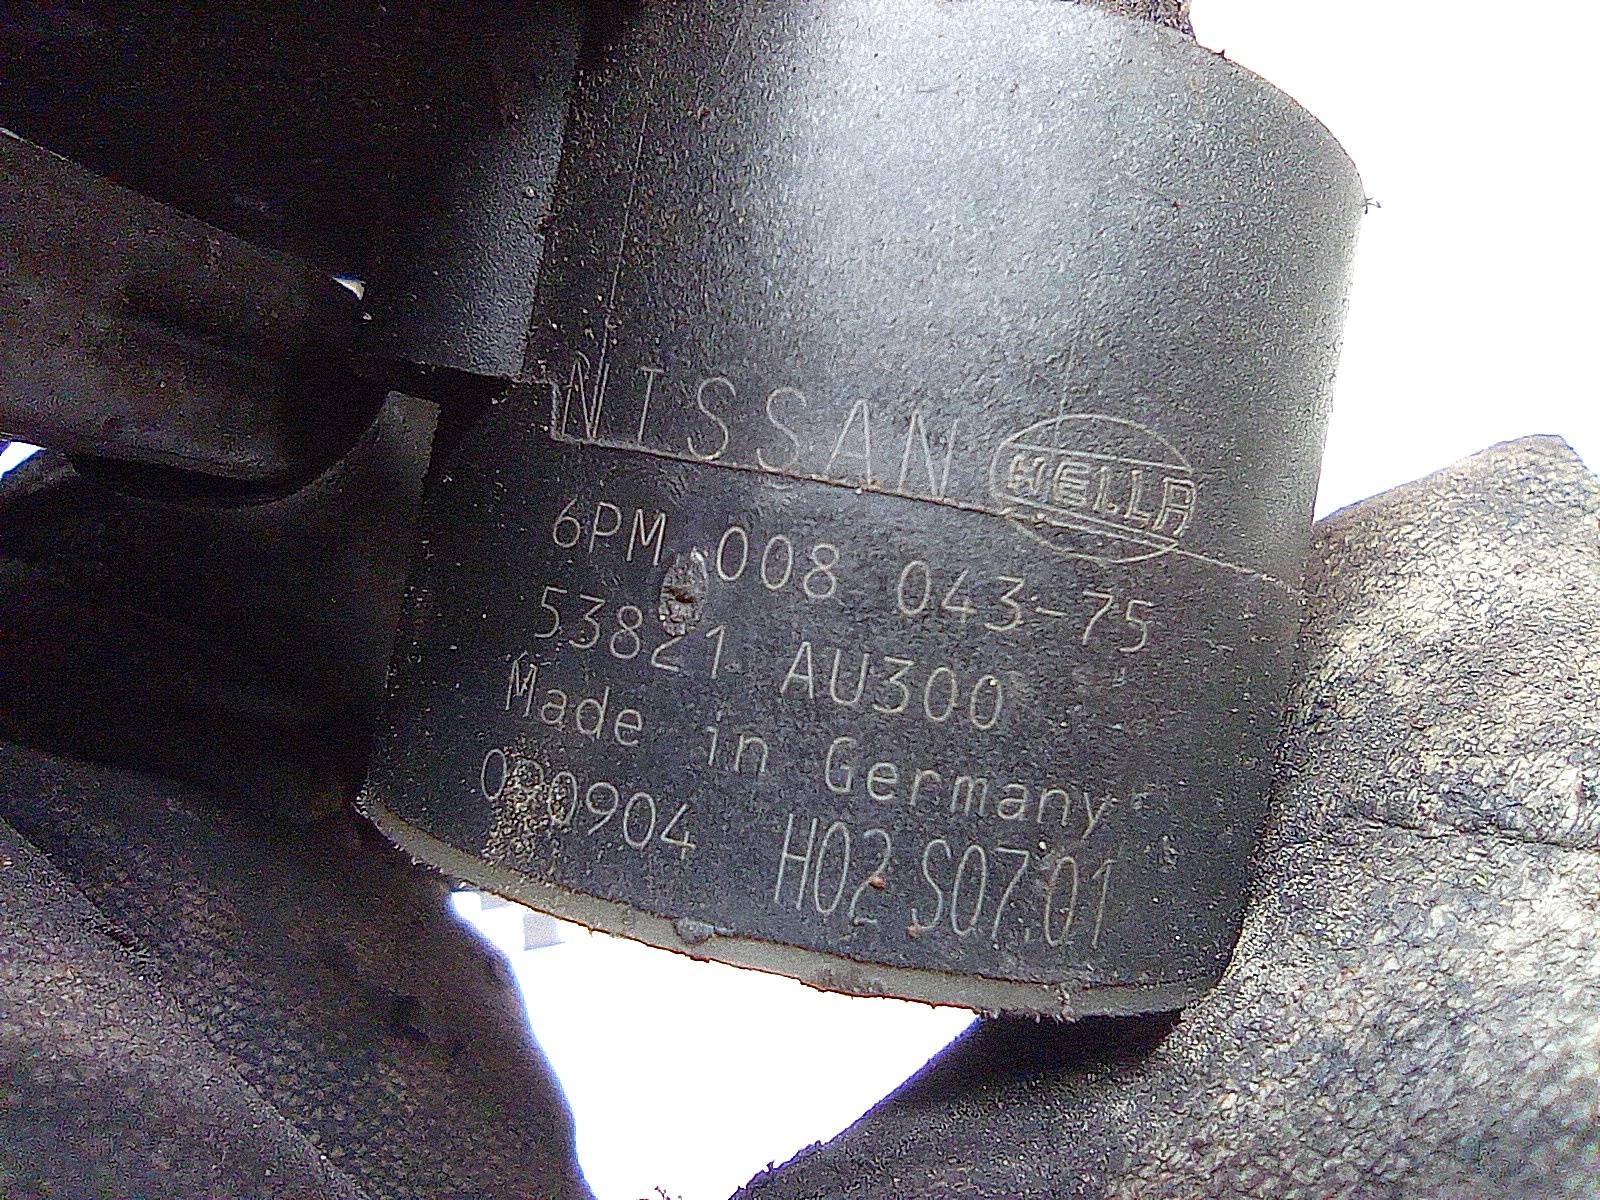 NISSAN HELLA
6PM 008 043-75
53821 AU300
Made in Germany
H02 S07.01